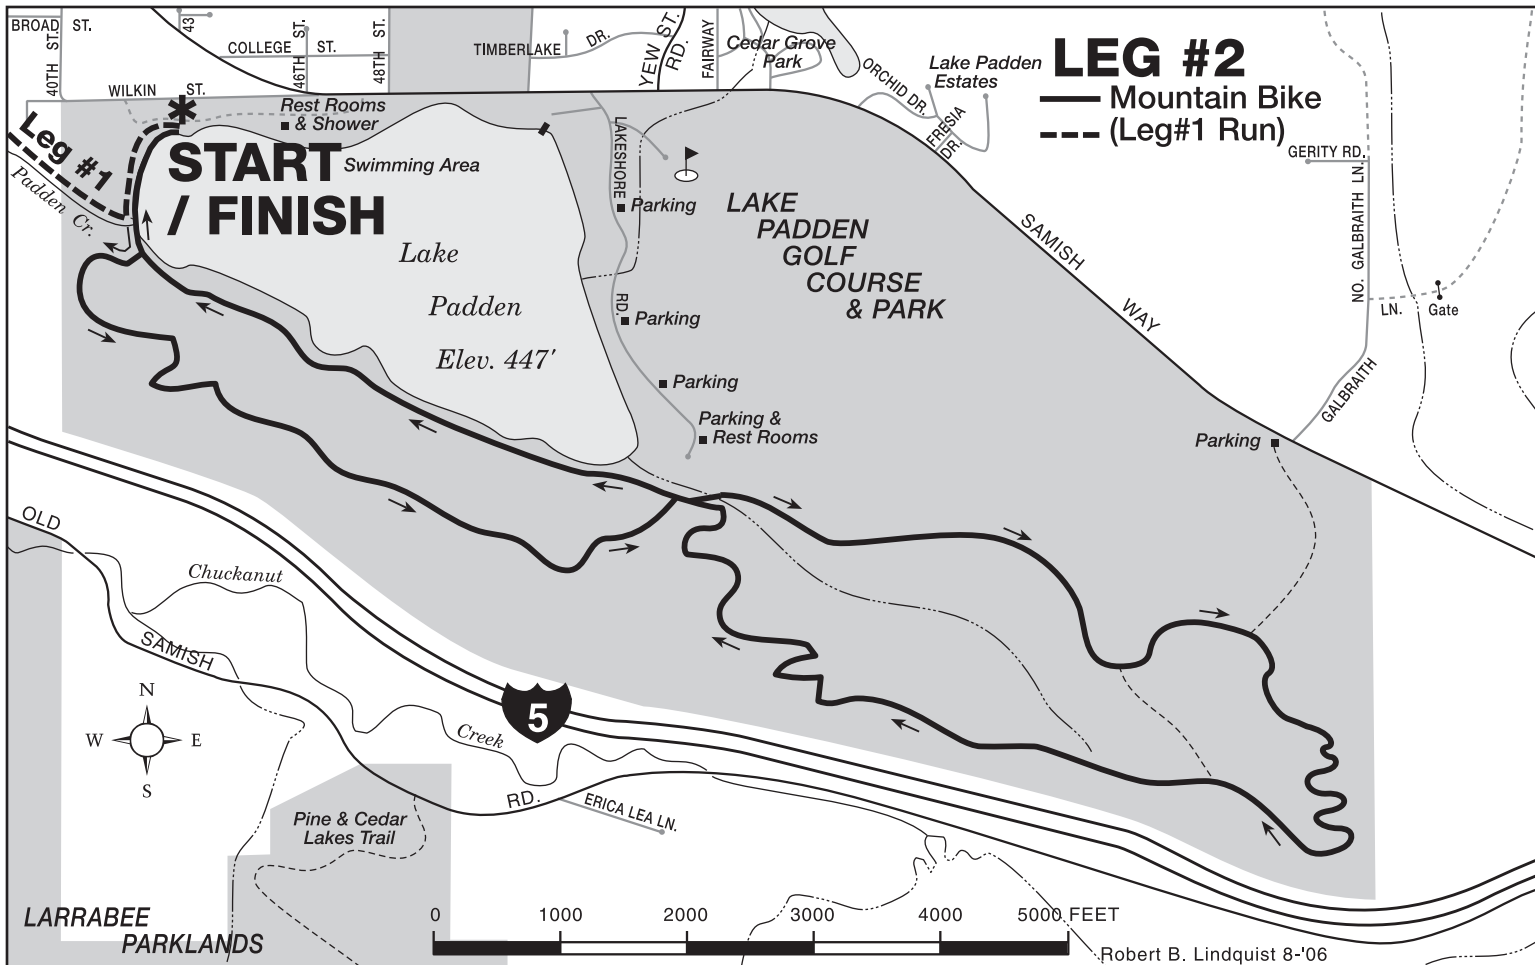 BROAD ST.
40TH ST.
43
COLLEGE ST.
46TH ST.
48TH ST.
WILKIN ST.
TIMBERLAKE DR.
YEW ST.
RD.
FAIRWAY
Cedar Grove
Park
ORCHID DR.
Lake Padden
Estates
FRESIA
DR.
LEG #2
Mountain Bike
(Leg#1 Run)
GERITY RD.
NO. GALBRAITH LN.
LN.
Gate
GALBRAITH
Leg #1
Padden Cr.
*
Rest Rooms
& Shower
START
/ FINISH
Swimming Area
Lake
Padden
Elev. 447'
LAKESHORE
RD.
Parking
Parking
Parking
Parking &
Rest Rooms
LAKE
PADDEN
GOLF
COURSE
& PARK
SAMISH
WAY
Parking
OLD
SAMISH
RD.
Chuckanut
Creek
5
ERICA LEA LN.
N
W E
S
Pine & Cedar
Lakes Trail
LARRABEE
PARKLANDS
0 1000 2000 3000 4000 5000 FEET
Robert B. Lindquist 8-'06